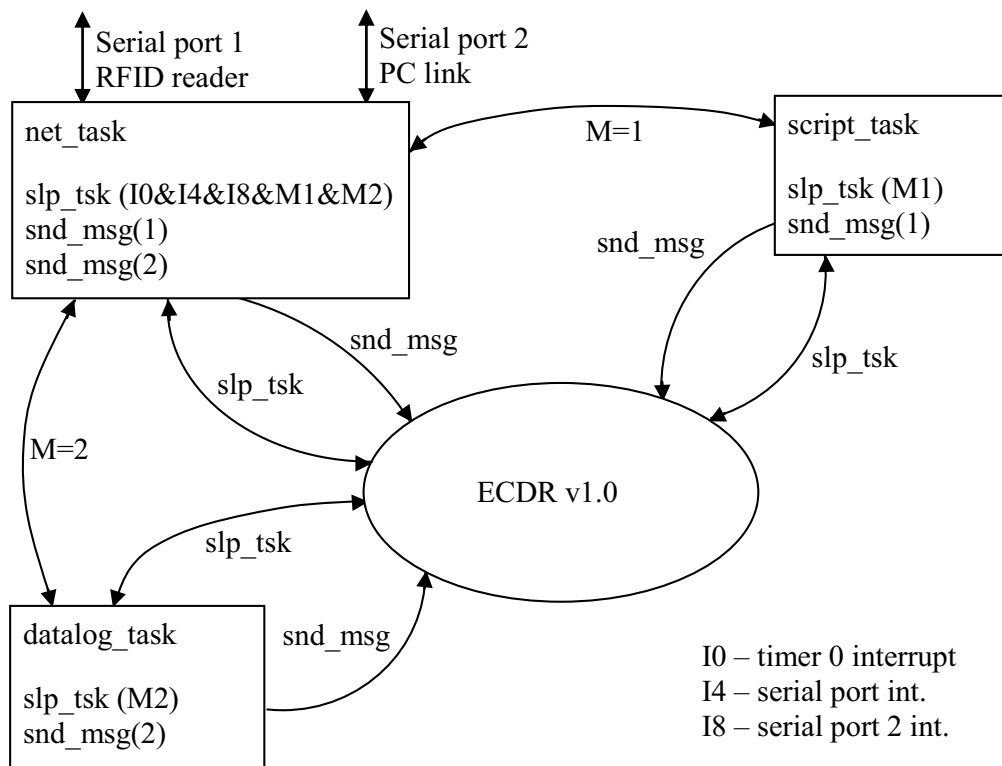 Serial port 1
RFID reader
Serial port 2
PC link
net_task
slp_tsk (I0&I4&I8&M1&M2)
snd_msg(1)
snd_msg(2)
M=1
script_task
slp_tsk (M1)
snd_msg(1)
snd_msg
slp_tsk
snd_msg
slp_tsk
M=2
ECDR v1.0
slp_tsk
datalog_task
slp_tsk (M2)
snd_msg(2)
snd_msg
I0 – timer 0 interrupt
I4 – serial port int.
I8 – serial port 2 int.